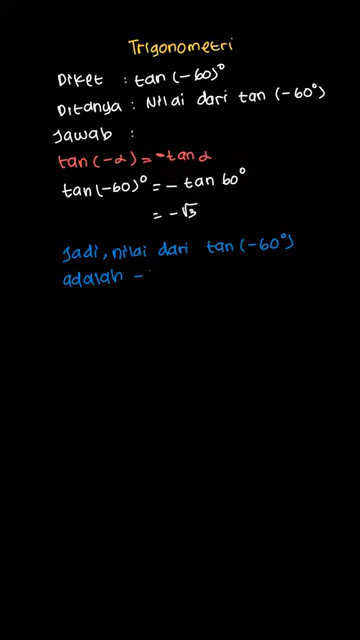 Trigonometri
Diket : tan (-60)°
Ditanya : Nilai dari tan (-60°)
Jawab :
tan (-α) = -tan α
tan (-60)° = - tan 60°
= -√3
Jadi, nilai dari tan (-60°)
adalah -